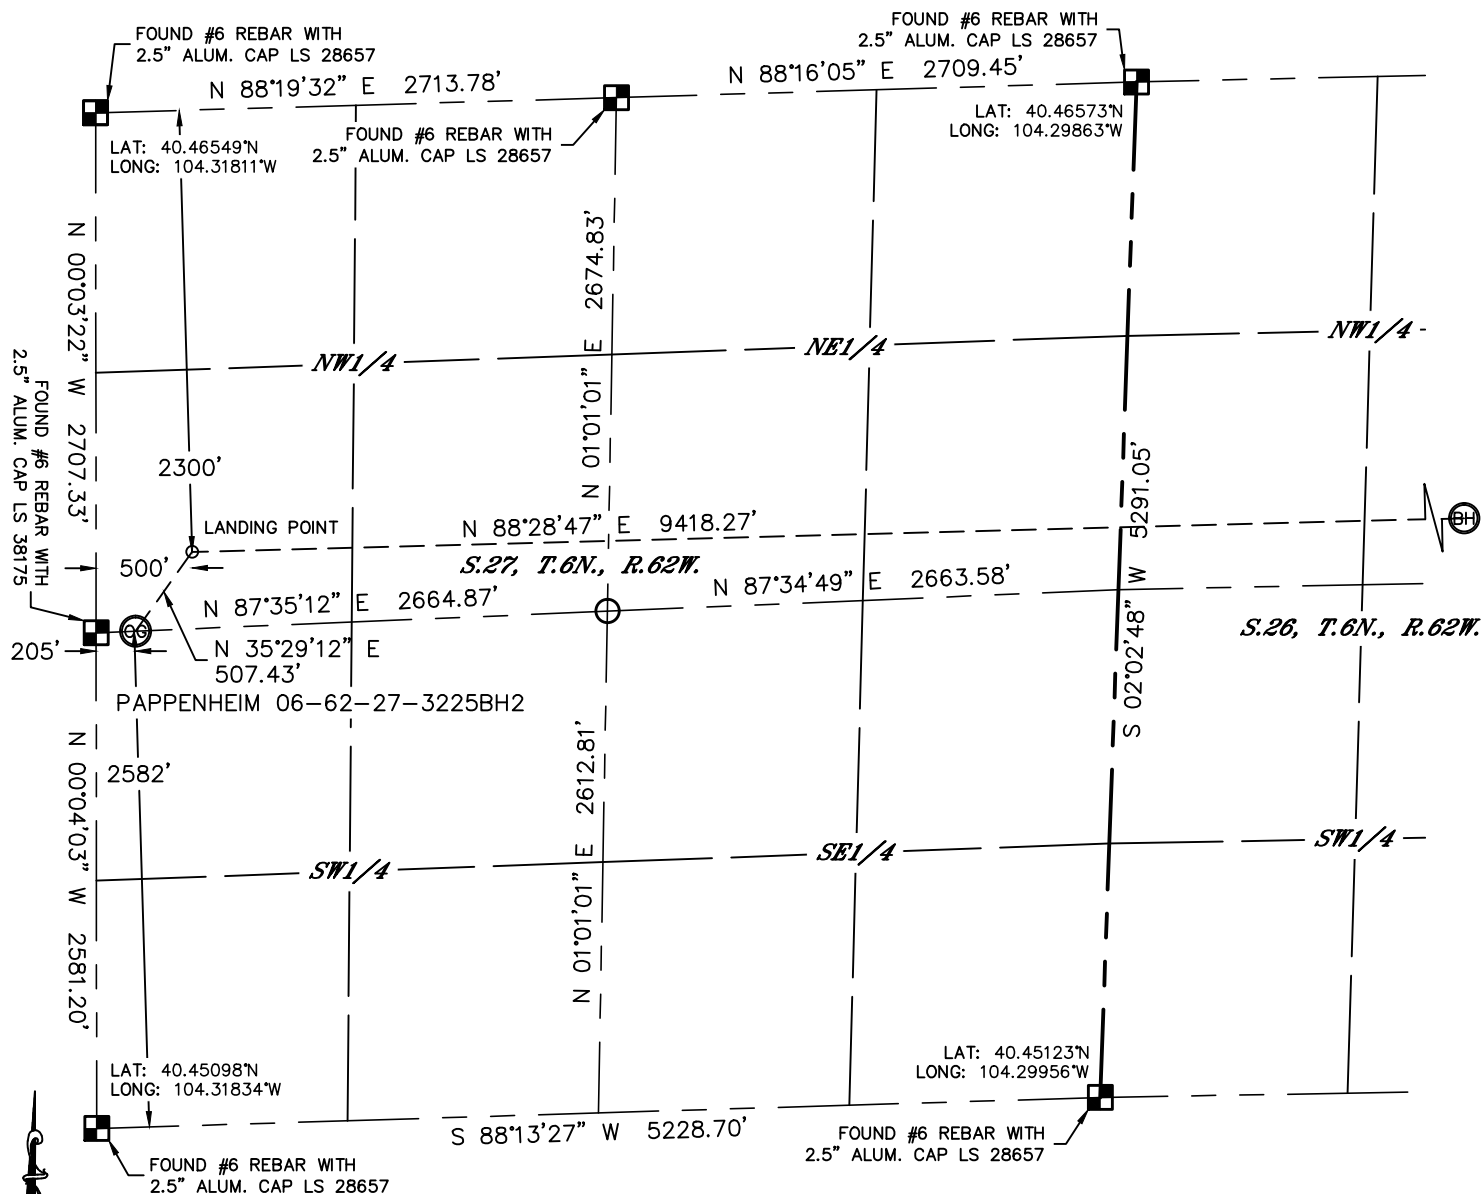 FOUND #6 REBAR WITH
2.5" ALUM. CAP LS 28657
FOUND #6 REBAR WITH
2.5" ALUM. CAP LS 28657
N 88°19'32" E 2713.78'
N 88°16'05" E 2709.45'
LAT: 40.46549°N
LONG: 104.31811°W
FOUND #6 REBAR WITH
2.5" ALUM. CAP LS 28657
LAT: 40.46573°N
LONG: 104.29863°W
N 00°03'22" W 2707.33'
N 01°01'01" E 2674.83'
NW1/4
NE1/4
NW1/4
FOUND #6 REBAR WITH
2.5" ALUM. CAP LS 38175
2300'
S 02°02'48" W 5291.05'
LANDING POINT
N 88°28'47" E 9418.27'
BH
500'
S.27, T.6N., R.62W.
N 87°35'12" E 2664.87'
N 87°34'49" E 2663.58'
OG
S.26, T.6N., R.62W.
205'
N 35°29'12" E
507.43'
PAPPENHEIM 06-62-27-3225BH2
2582'
N 00°04'03" W 2581.20'
N 01°01'01" E 2612.81'
SW1/4
SE1/4
SW1/4
LAT: 40.45098°N
LONG: 104.31834°W
LAT: 40.45123°N
LONG: 104.29956°W
S 88°13'27" W 5228.70'
FOUND #6 REBAR WITH
2.5" ALUM. CAP LS 28657
FOUND #6 REBAR WITH
2.5" ALUM. CAP LS 28657